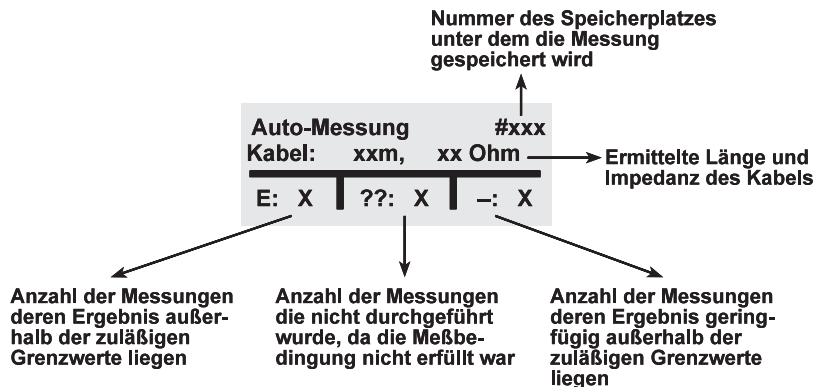 Nummer des Speicherplatzes
unter dem die Messung
gespeichert wird
Auto-Messung #xxx
Kabel: xxm, xx Ohm
Ermittelte Länge und
Impedanz des Kabels
E: X ??: X –: X
Anzahl der Messungen
deren Ergebnis außer-
halb der zuläßigen
Grenzwerte liegen
Anzahl der Messungen
die nicht durchgeführt
wurde, da die Meßbe-
dingung nicht erfüllt war
Anzahl der Messungen
deren Ergebnis gering-
fügig außerhalb der
zuläßigen Grenzwerte
liegen